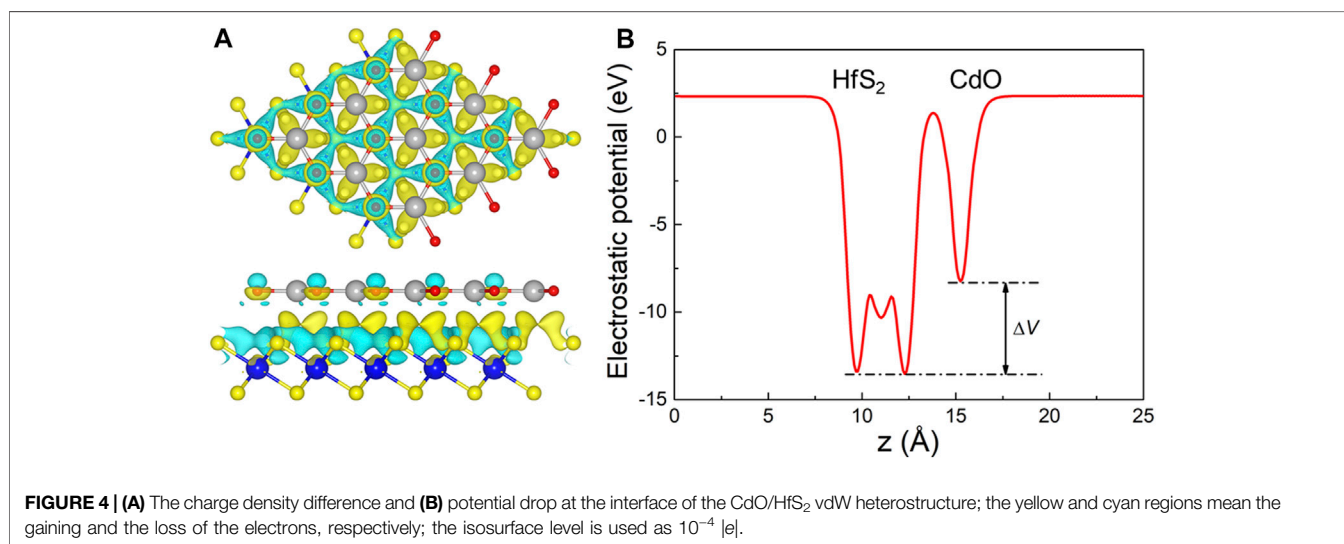 A
B
Electrostatic potential (eV)
5
0
-5
-10
-15
HfS₂
CdO
ΔV
0
5
10
15
20
25
z (Å)
FIGURE 4 | (A) The charge density difference and (B) potential drop at the interface of the CdO/HfS₂ vdW heterostructure; the yellow and cyan regions mean the
gaining and the loss of the electrons, respectively; the isosurface level is used as 10⁻⁴ |e|.